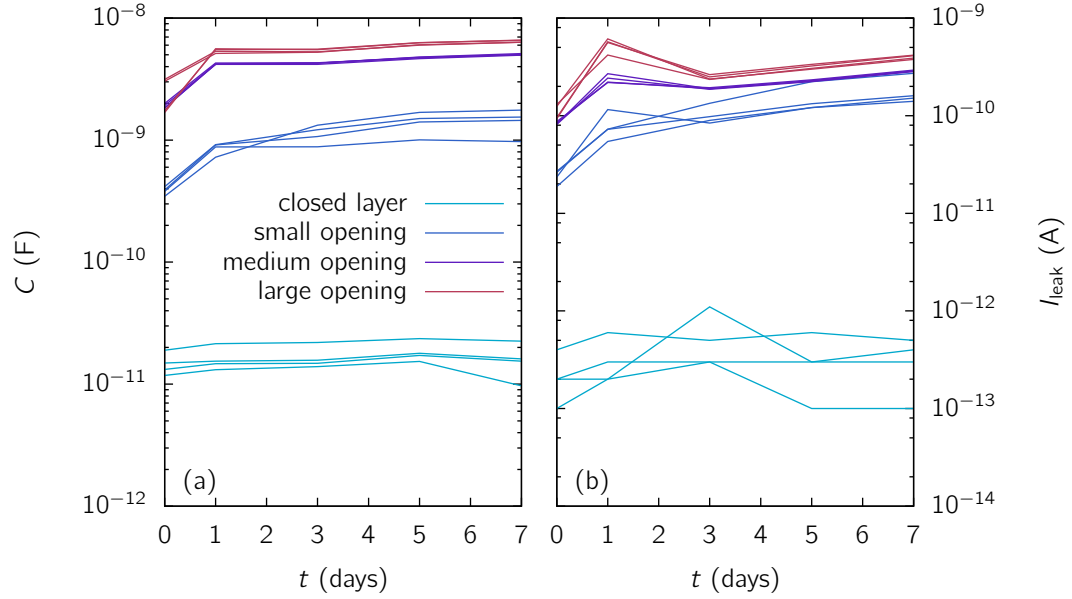 10⁻⁸
10⁻⁹
10⁻¹⁰
10⁻¹¹
10⁻¹²
C (F)
closed layer
small opening
medium opening
large opening
(a)
0 1 2 3 4 5 6 7
t (days)
(b)
0 1 2 3 4 5 6 7
t (days)
10⁻⁹
10⁻¹⁰
10⁻¹¹
10⁻¹²
10⁻¹³
10⁻¹⁴
I_leak (A)